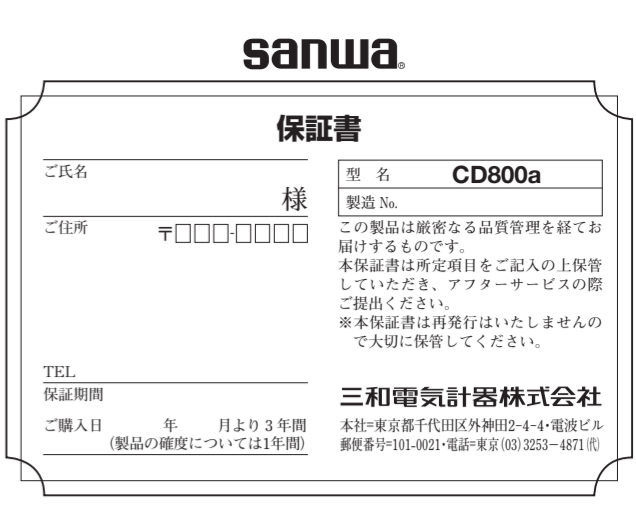 sanwa®
保証書
ご氏名
様
ご住所 〒□□□-□□□□
TEL
保証期間
ご購入日 年 月より3年間
(製品の確度については1年間)
型 名 CD800a
製造 No.
この製品は厳密なる品質管理を経てお
届けするものです。
本保証書は所定項目をご記入の上保管
していただき、アフターサービスの際
ご提出ください。
※本保証書は再発行はいたしませんの
で大切に保管してください。
三和電気計器株式会社
本社=東京都千代田区外神田2-4-4・電波ビル
郵便番号=101-0021・電話=東京(03)3253-4871㈹